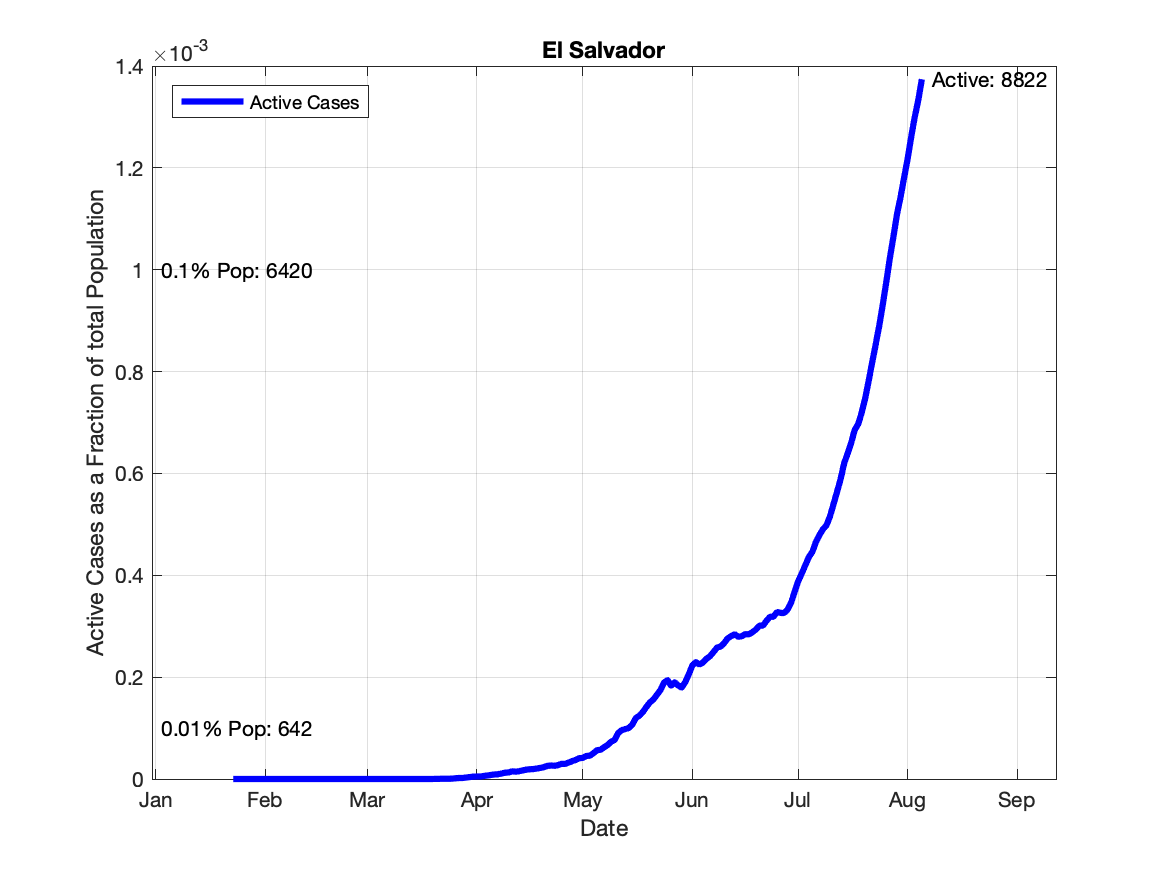 El Salvador
×10-3
1.4
1.2
1
0.8
0.6
0.4
0.2
0
Active Cases
Active: 8822
0.1% Pop: 6420
0.01% Pop: 642
Active Cases as a Fraction of total Population
Jan Feb Mar Apr May Jun Jul Aug Sep
Date